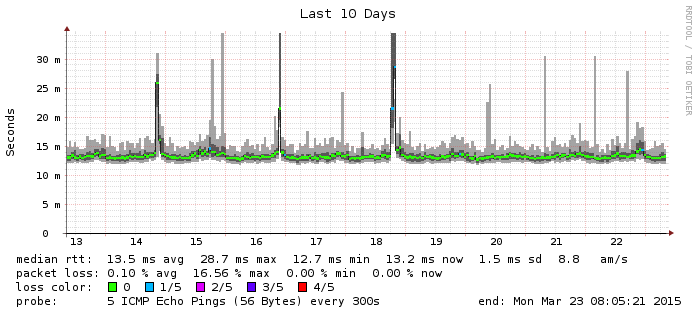 Last 10 Days
RRDTOOL / TOBI OETIKER
Seconds
30 m
25 m
20 m
15 m
10 m
5 m
0
13 14 15 16 17 18 19 20 21 22
median rtt: 13.5 ms avg 28.7 ms max 12.7 ms min 13.2 ms now 1.5 ms sd 8.8 am/s
packet loss: 0.10 % avg 16.56 % max 0.00 % min 0.00 % now
loss color: 0 1/5 2/5 3/5 4/5
probe: 5 ICMP Echo Pings (56 Bytes) every 300s end: Mon Mar 23 08:05:21 2015